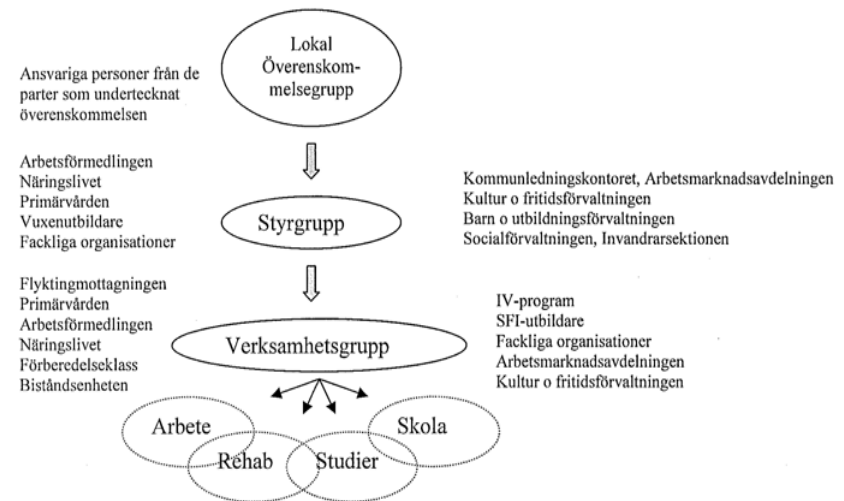 Lokal
Överenskom-
melsegrupp
Ansvariga personer från de
parter som undertecknat
överenskommelsen
Arbetsförmedlingen
Näringslivet
Primärvården
Vuxenutbildare
Fackliga organisationer
Styrgrupp
Kommunledningskontoret, Arbetsmarknadsavdelningen
Kultur o fritidsförvaltningen
Barn o utbildningsförvaltningen
Socialförvaltningen, Invandrarsektionen
Flyktingmottagningen
Primärvården
Arbetsförmedlingen
Näringslivet
Förberedelseklass
Biståndsenheten
Verksamhetsgrupp
IV-program
SFI-utbildare
Fackliga organisationer
Arbetsmarknadsavdelningen
Kultur o fritidsförvaltningen
Arbete
Rehab
Studier
Skola